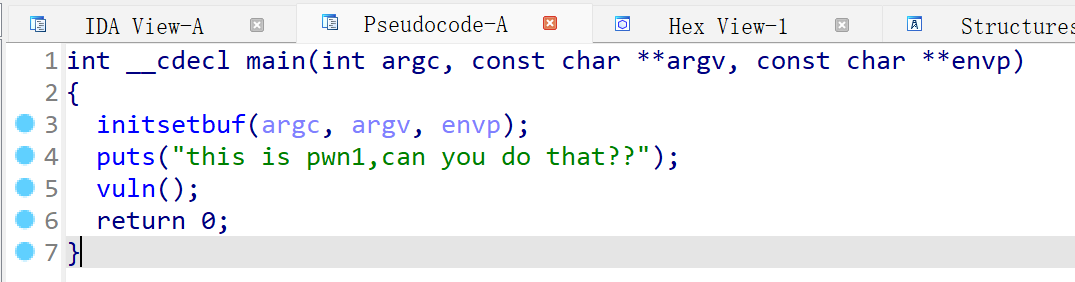 IDA View-A Pseudocode-A Hex View-1 Structures
1 int __cdecl main(int argc, const char **argv, const char **envp)
2 {
3 initsetbuf(argc, argv, envp);
4 puts("this is pwn1,can you do that??");
5 vuln();
6 return 0;
7 }